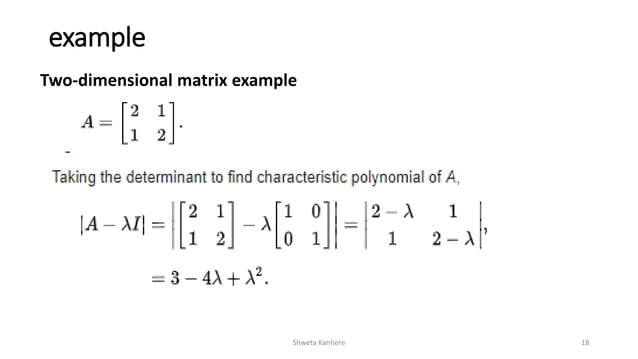 example
Two-dimensional matrix example
A = [2 1
1 2].
-
Taking the determinant to find characteristic polynomial of A,
|A − λI| = |[2 1
1 2] − λ[1 0
0 1]| = |2 − λ 1
1 2 − λ|,
= 3 − 4λ + λ².
Shweta Kanhere 18